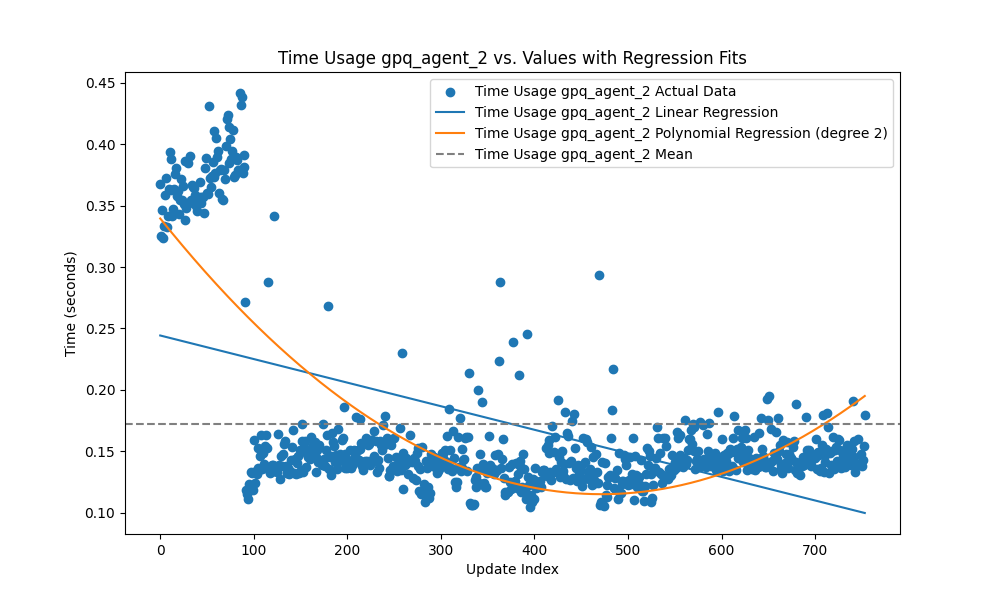 Time Usage gpq_agent_2 vs. Values with Regression Fits
Time Usage gpq_agent_2 Actual Data
Time Usage gpq_agent_2 Linear Regression
Time Usage gpq_agent_2 Polynomial Regression (degree 2)
Time Usage gpq_agent_2 Mean
Time (seconds)
0.45
0.40
0.35
0.30
0.25
0.20
0.15
0.10
0 100 200 300 400 500 600 700
Update Index